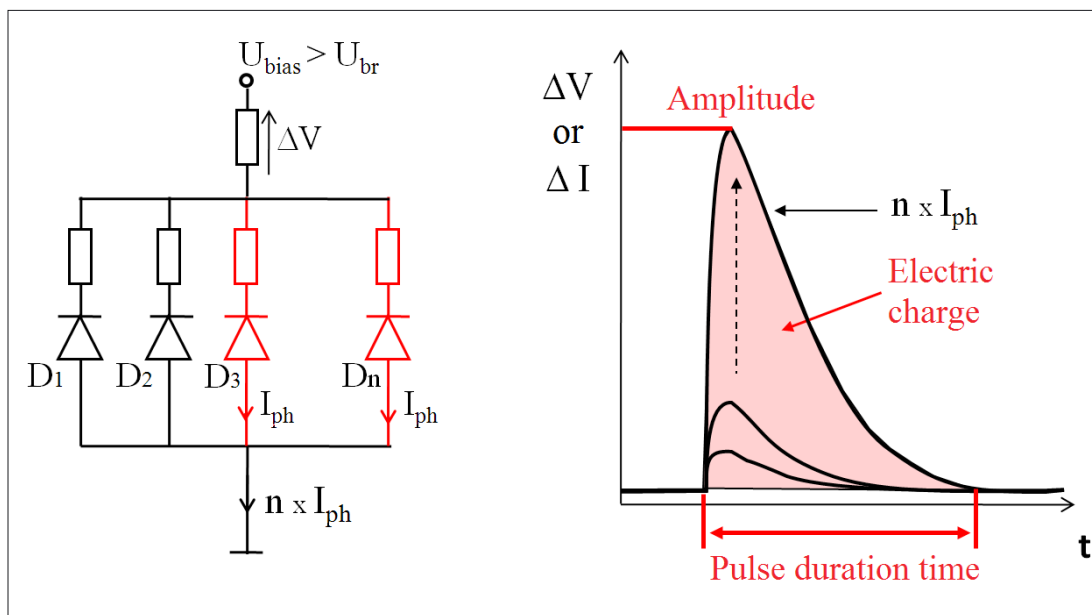 U_bias > U_br
ΔV
D1
D2
D3
Dn
I_ph
I_ph
n x I_ph
ΔV
or
Δ I
Amplitude
n x I_ph
Electric
charge
t
Pulse duration time